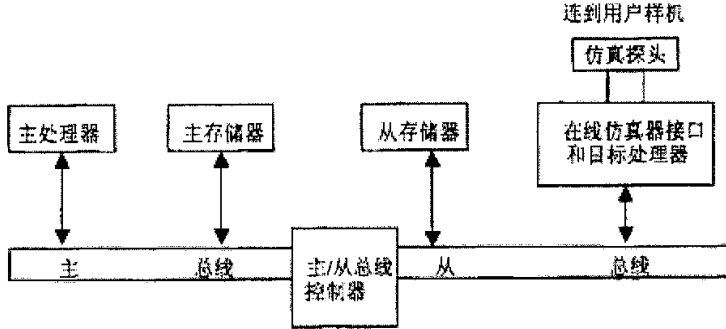 连到用户样机
仿真探头
主处理器
主存储器
从存储器
在线仿真器接口
和目标处理器
主 总线
主/从总线
控制器
从 总线